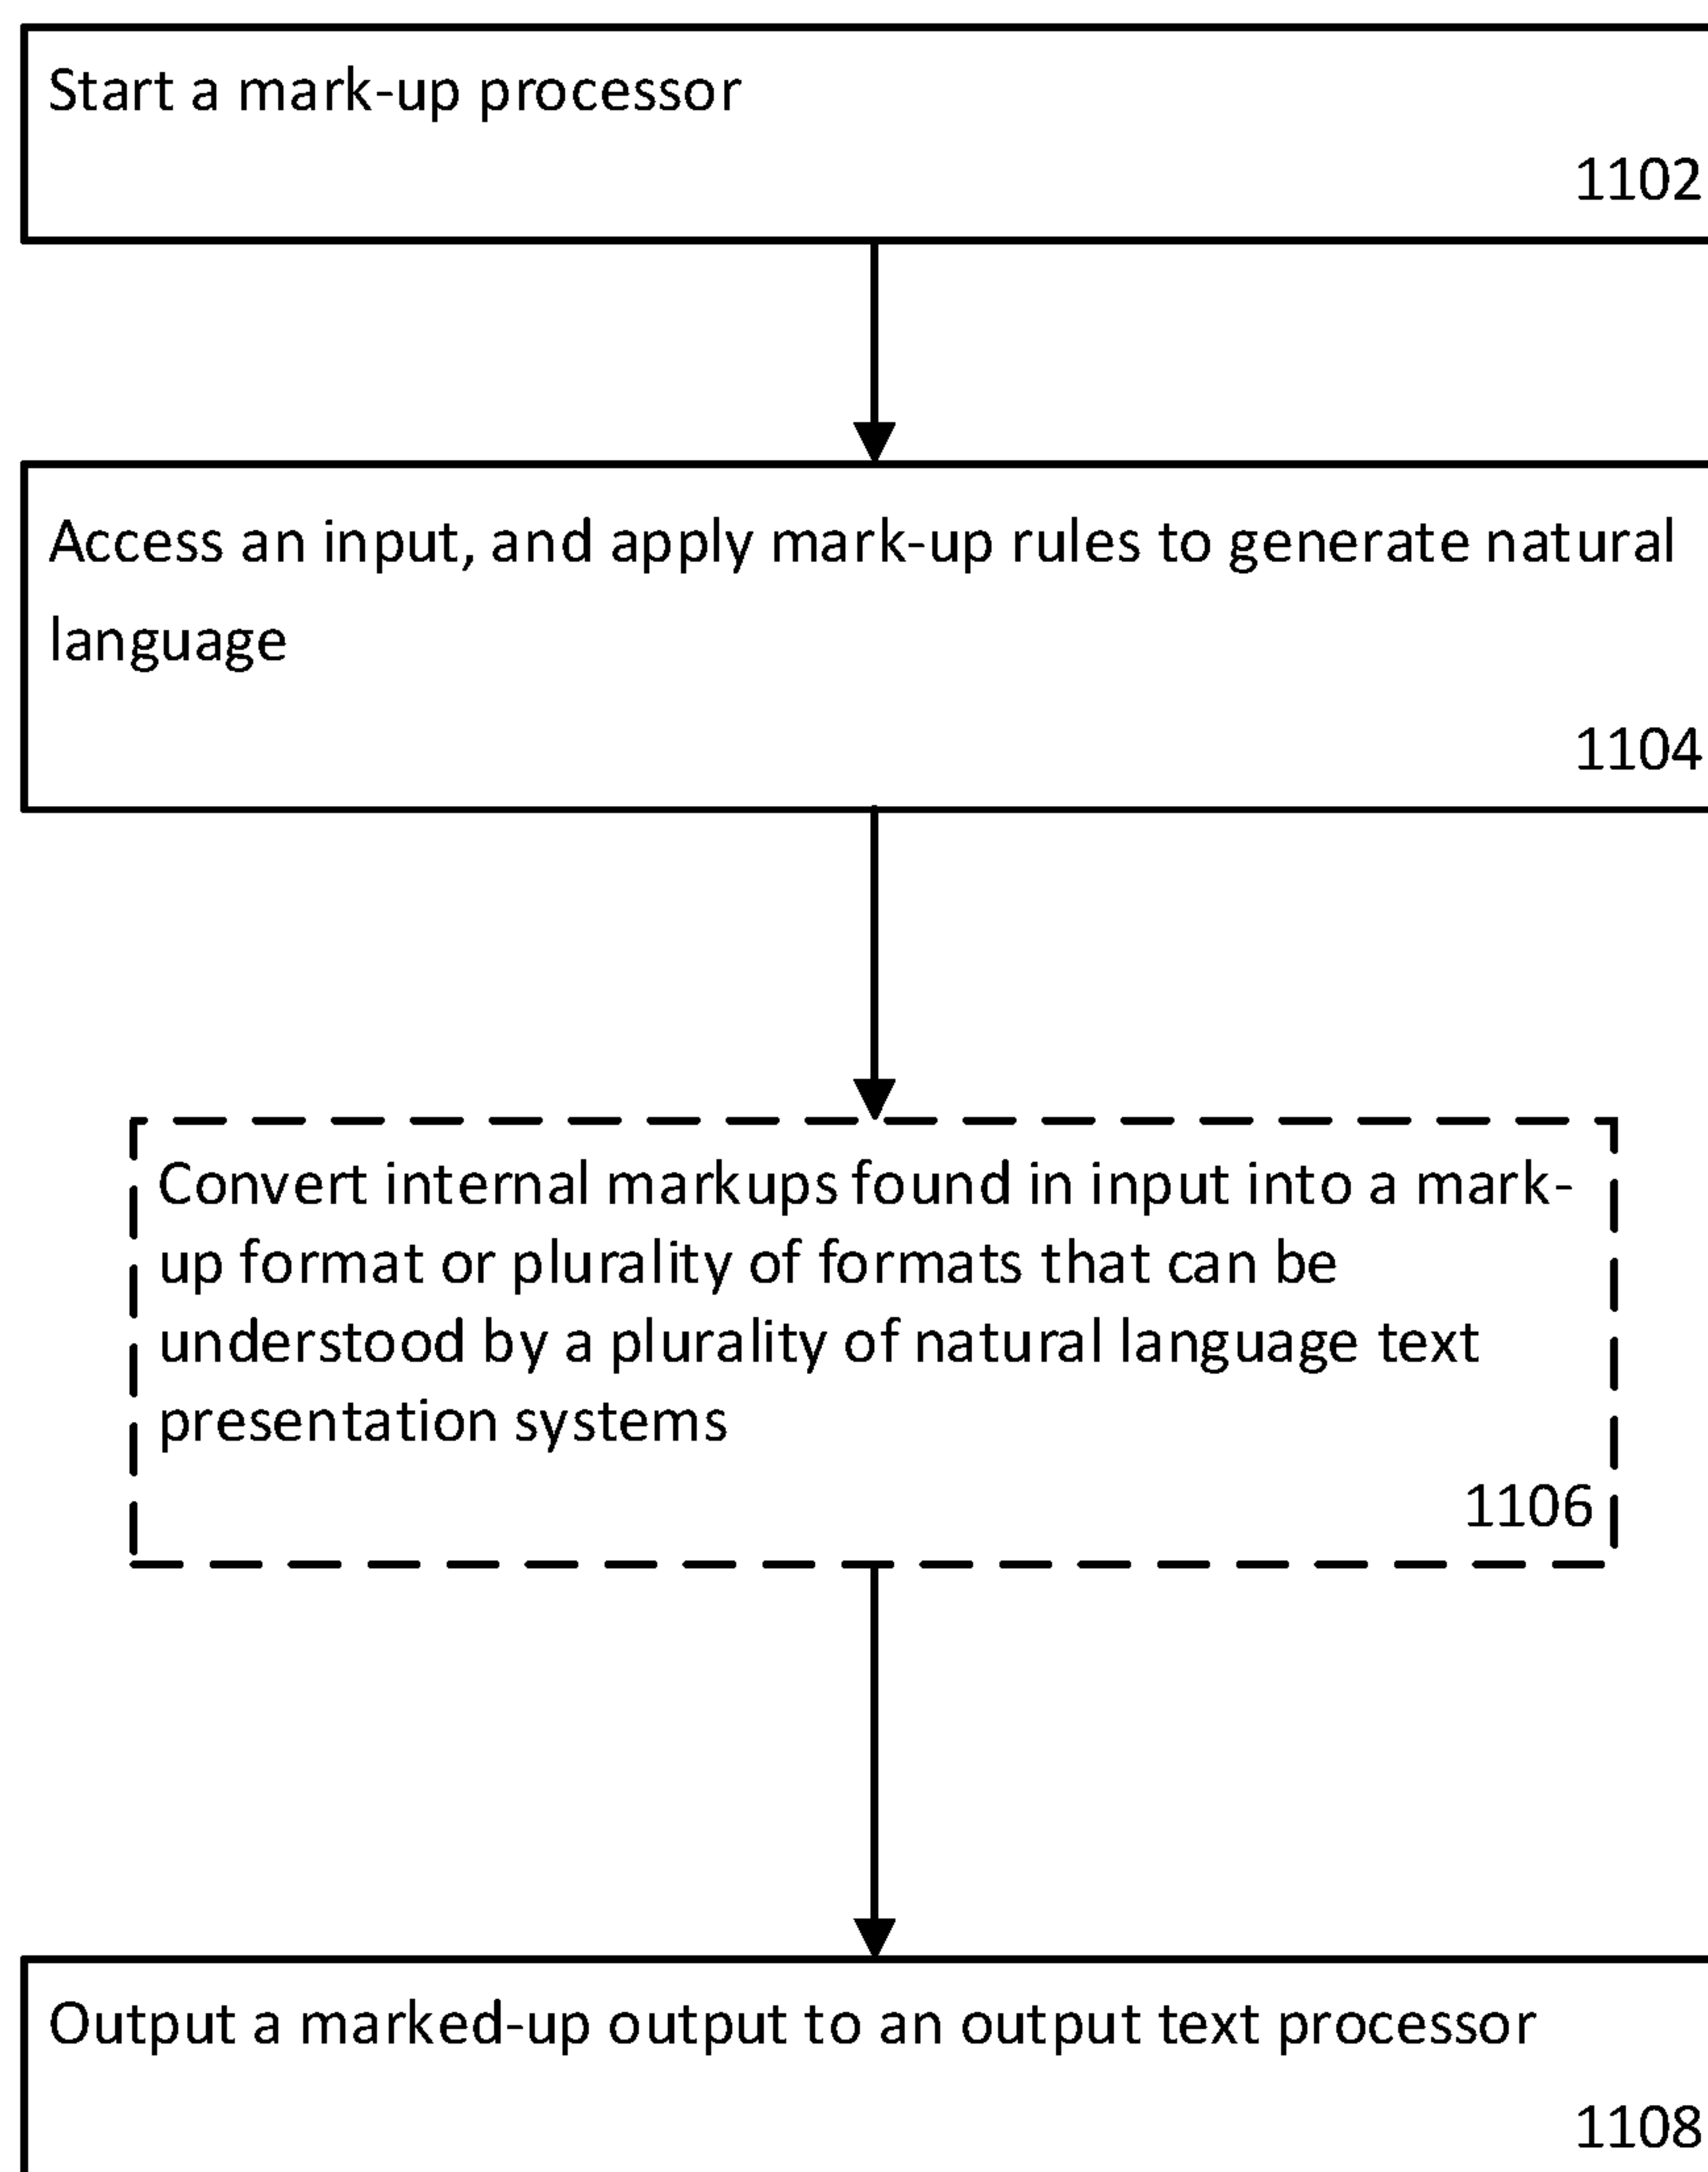 Start a mark-up processor
1102
Access an input, and apply mark-up rules to generate natural
language
1104
Convert internal markups found in input into a mark-
up format or plurality of formats that can be
understood by a plurality of natural language text
presentation systems
1106
Output a marked-up output to an output text processor
1108